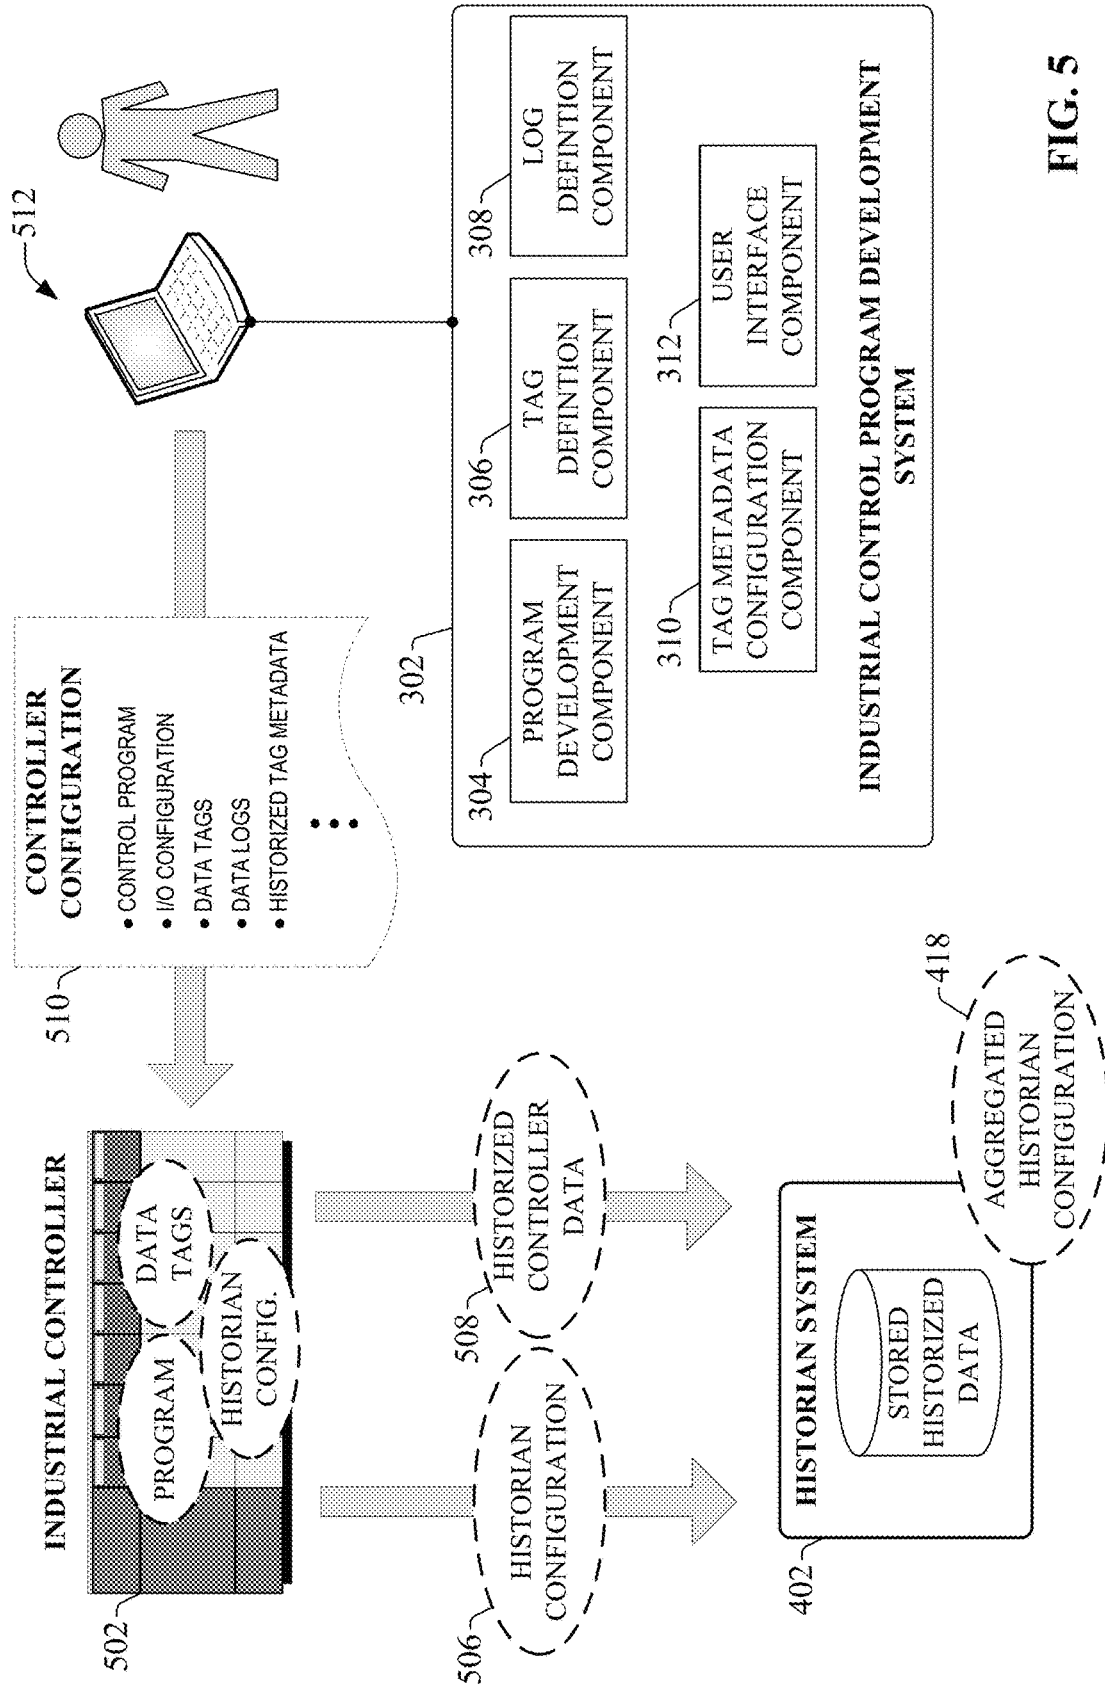 INDUSTRIAL CONTROLLER
502
PROGRAM
DATA
TAGS
HISTORIAN
CONFIG.
510
CONTROLLER
CONFIGURATION
• CONTROL PROGRAM
• I/O CONFIGURATION
• DATA TAGS
• DATA LOGS
• HISTORIZED TAG METADATA
512
506
HISTORIAN
CONFIGURATION
508
HISTORIZED
CONTROLLER
DATA
402
HISTORIAN SYSTEM
STORED
HISTORIZED
DATA
418
AGGREGATED
HISTORIAN
CONFIGURATION
302
304
PROGRAM
DEVELOPMENT
COMPONENT
306
TAG
DEFINTION
COMPONENT
308
LOG
DEFINTION
COMPONENT
310
TAG METADATA
CONFIGURATION
COMPONENT
312
USER
INTERFACE
COMPONENT
INDUSTRIAL CONTROL PROGRAM DEVELOPMENT
SYSTEM
FIG. 5